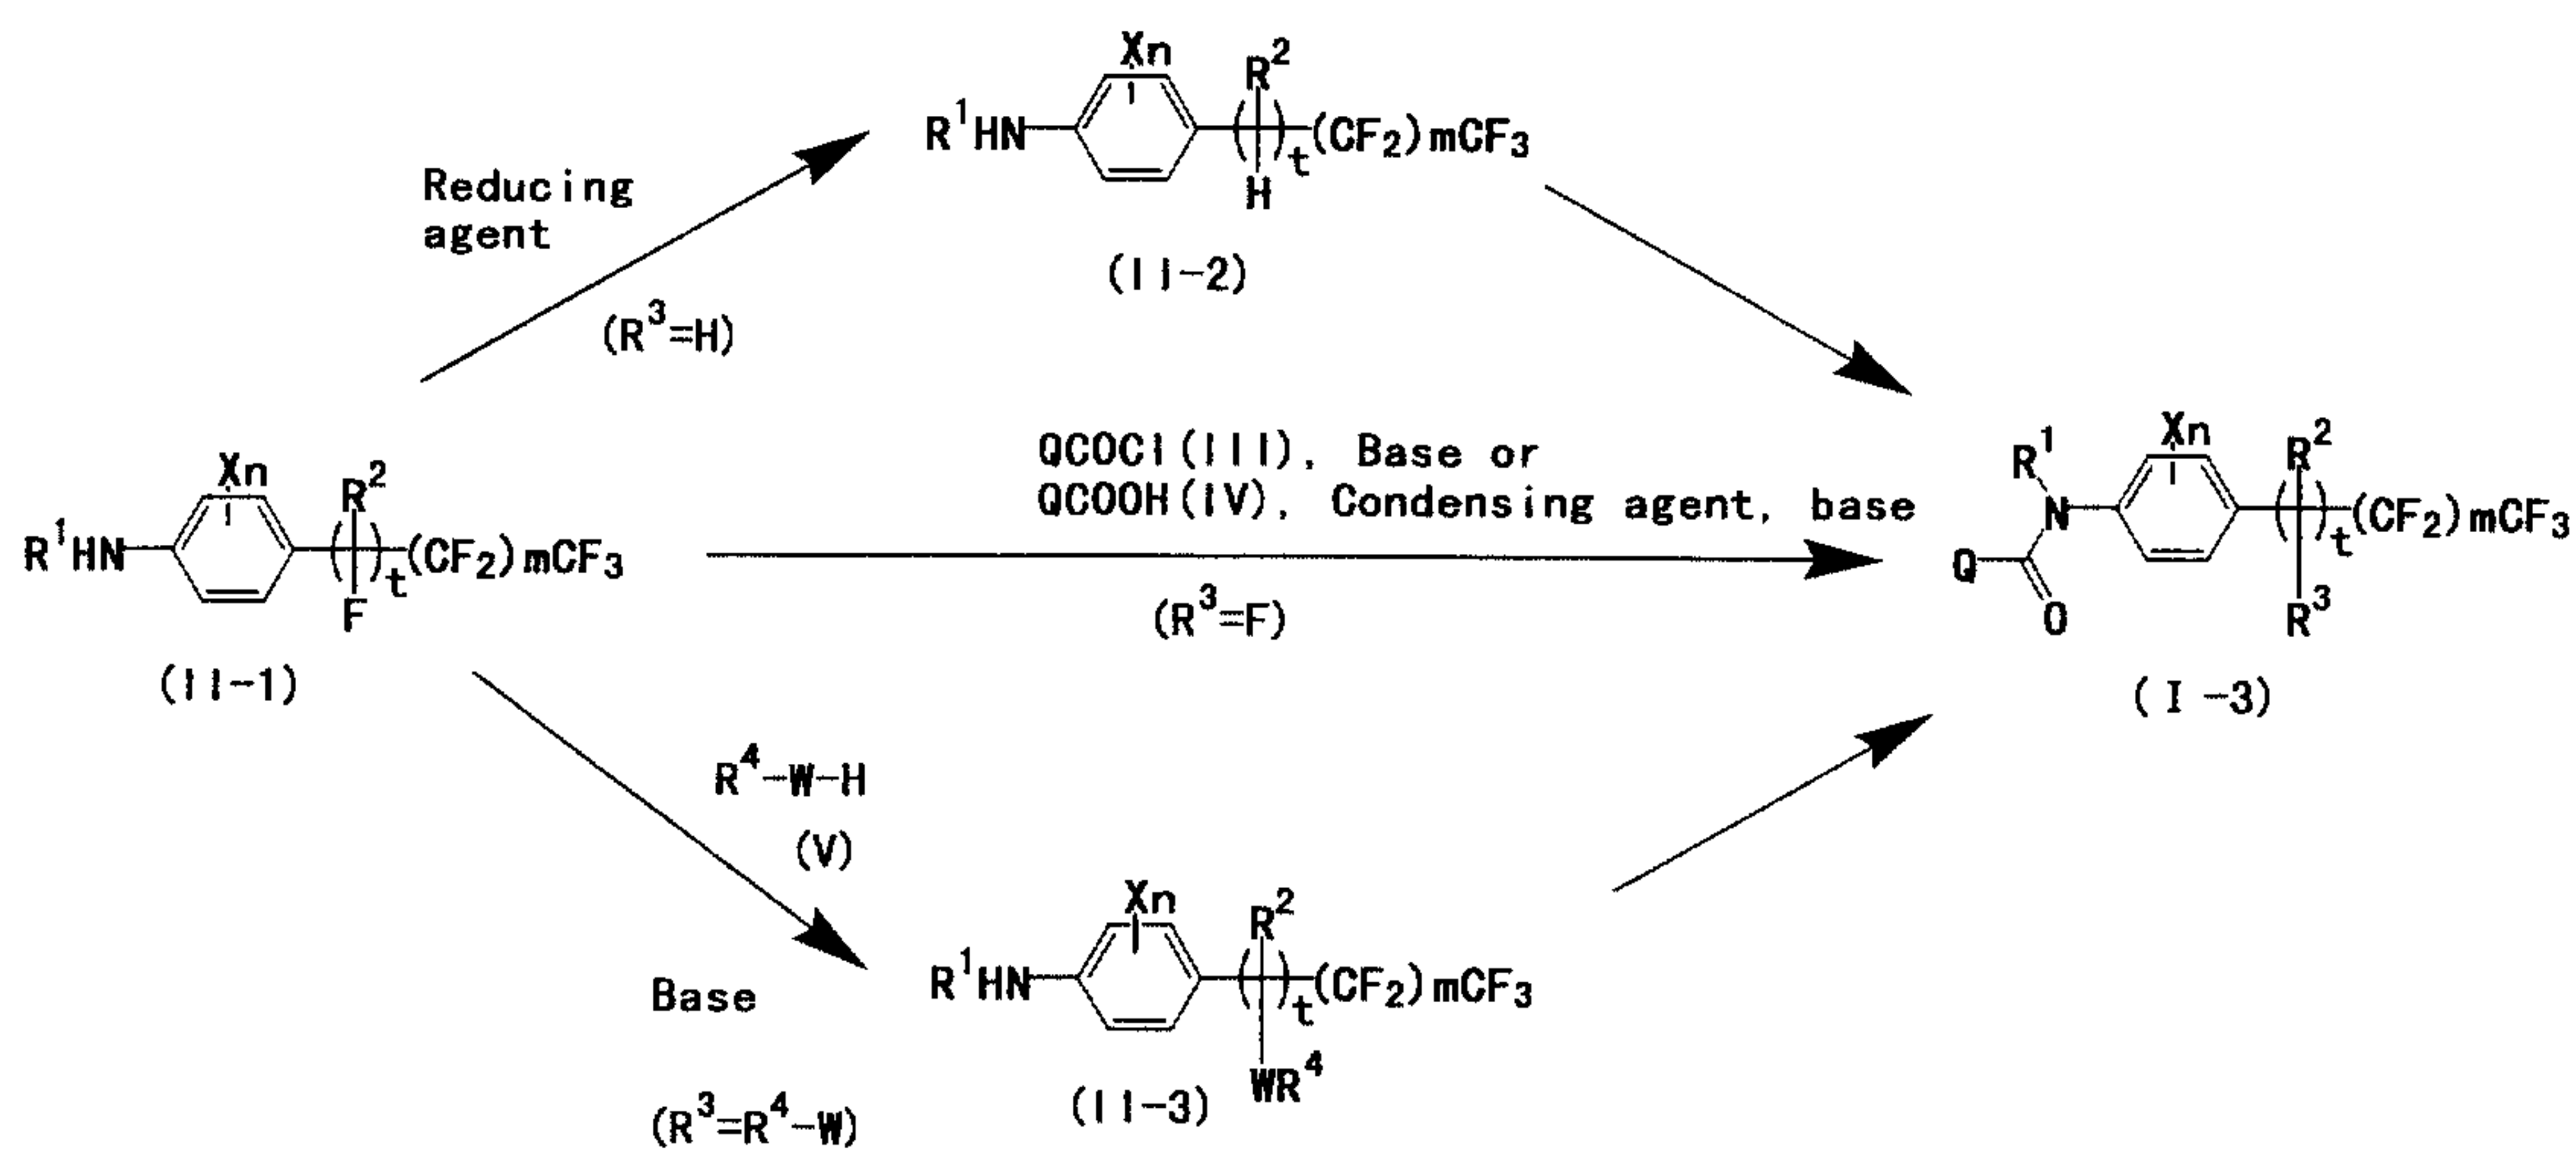 Xn
R²
R¹HN
(CF₂)mCF₃
t
H
(II-2)
Reducing
agent
(R³=H)
Xn
R²
R¹HN
(CF₂)mCF₃
t
F
(II-1)
QCOCl(III), Base or
QCOOH(IV), Condensing agent, base
(R³=F)
R¹
Xn
R²
N
(CF₂)mCF₃
t
Q
O
R³
(I-3)
R⁴-W-H
(V)
Base
(R³=R⁴-W)
Xn
R²
R¹HN
(CF₂)mCF₃
t
WR⁴
(II-3)